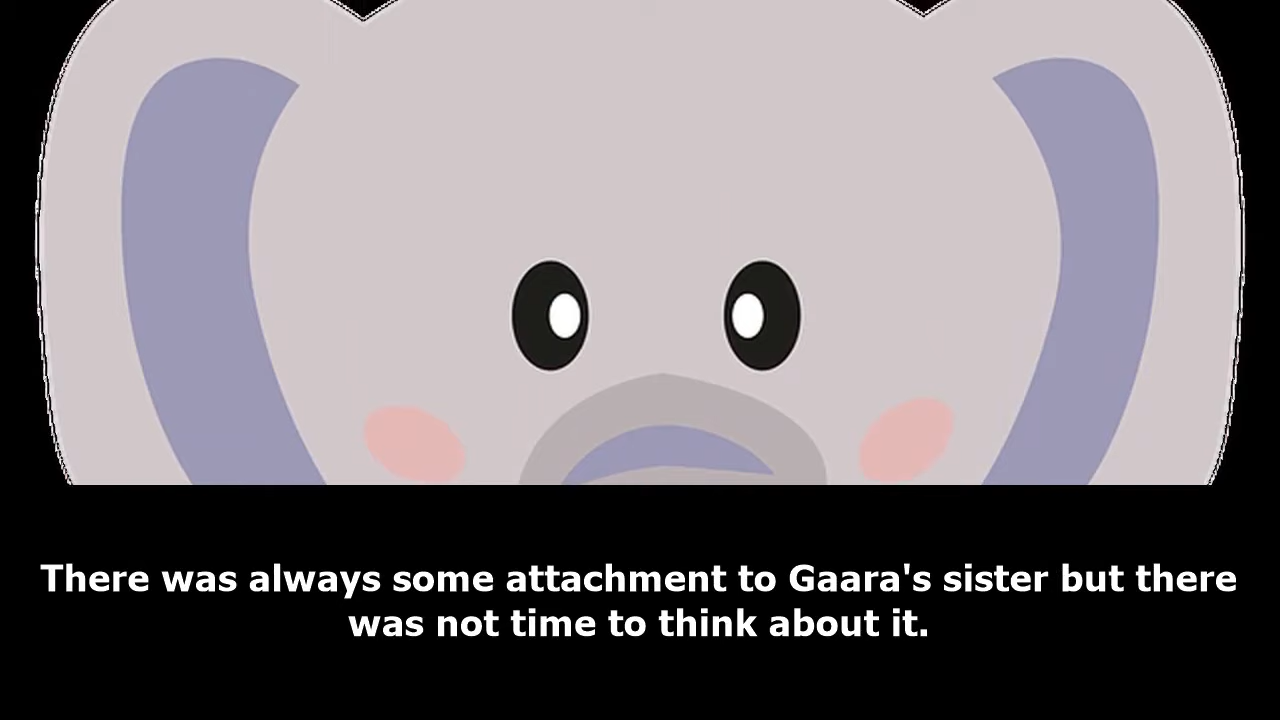 There was always some attachment to Gaara's sister but there
was not time to think about it.